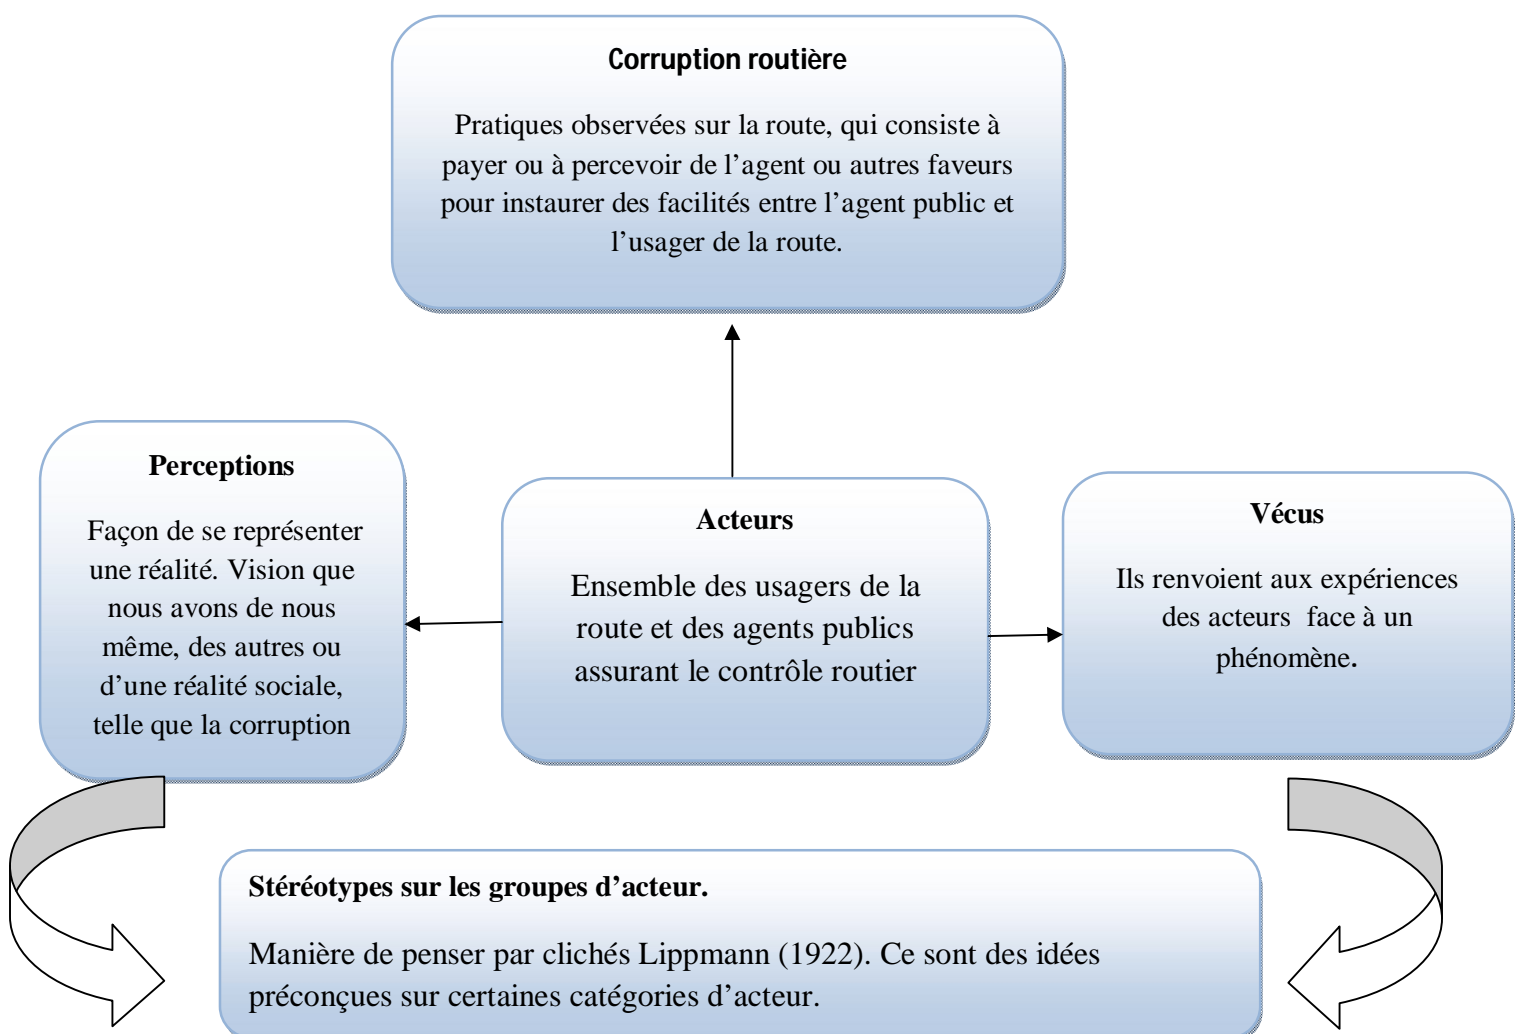 Corruption routière
Pratiques observées sur la route, qui consiste à
payer ou à percevoir de l’agent ou autres faveurs
pour instaurer des facilités entre l’agent public et
l’usager de la route.
Perceptions
Façon de se représenter
une réalité. Vision que
nous avons de nous
même, des autres ou
d’une réalité sociale,
telle que la corruption
Acteurs
Ensemble des usagers de la
route et des agents publics
assurant le contrôle routier
Vécus
Ils renvoient aux expériences
des acteurs  face à un
phénomène.
Stéréotypes sur les groupes d’acteur.
Manière de penser par clichés Lippmann (1922). Ce sont des idées
préconçues sur certaines catégories d’acteur.